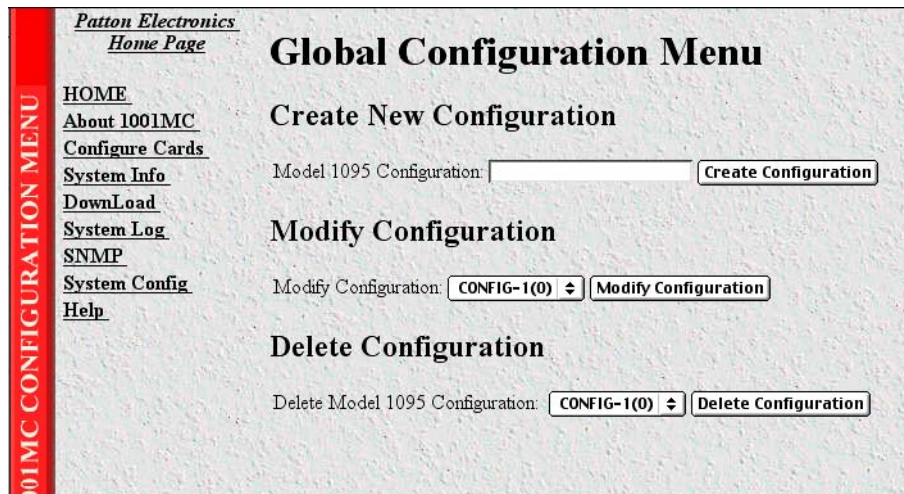 Patton Electronics
Home Page
HOME
About 1001MC
Configure Cards
System Info
DownLoad
System Log
SNMP
System Config
Help
001MC CONFIGURATION MENU
Global Configuration Menu
Create New Configuration
Model 1095 Configuration: Create Configuration
Modify Configuration
Modify Configuration: CONFIG-1(0) Modify Configuration
Delete Configuration
Delete Model 1095 Configuration: CONFIG-1(0) Delete Configuration